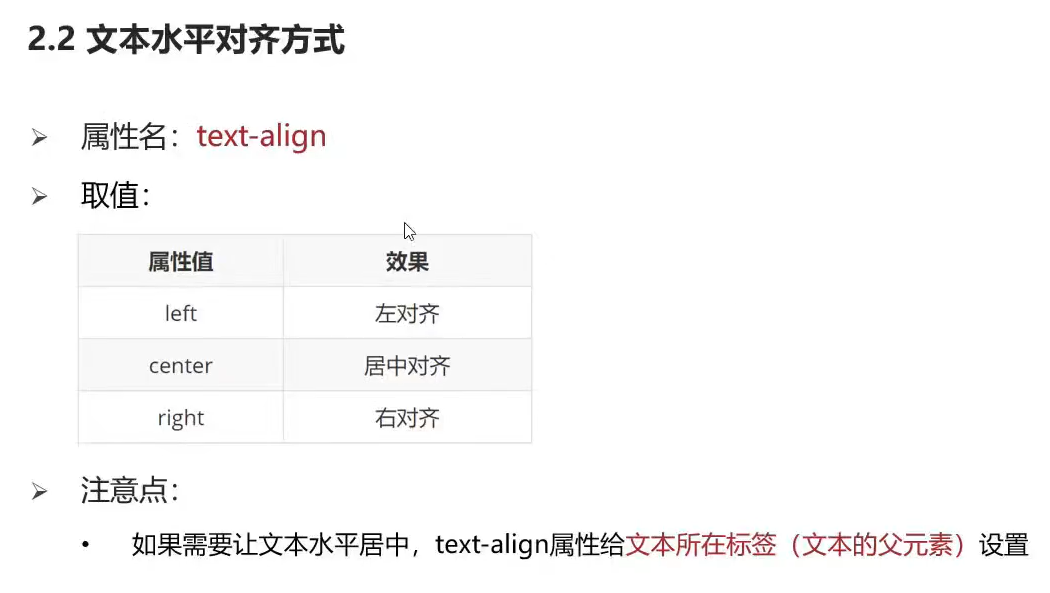 2.2 文本水平对齐方式
属性名：text-align
取值：
属性值 效果
left 左对齐
center 居中对齐
right 右对齐
注意点：
如果需要让文本水平居中，text-align属性给文本所在标签（文本的父元素）设置